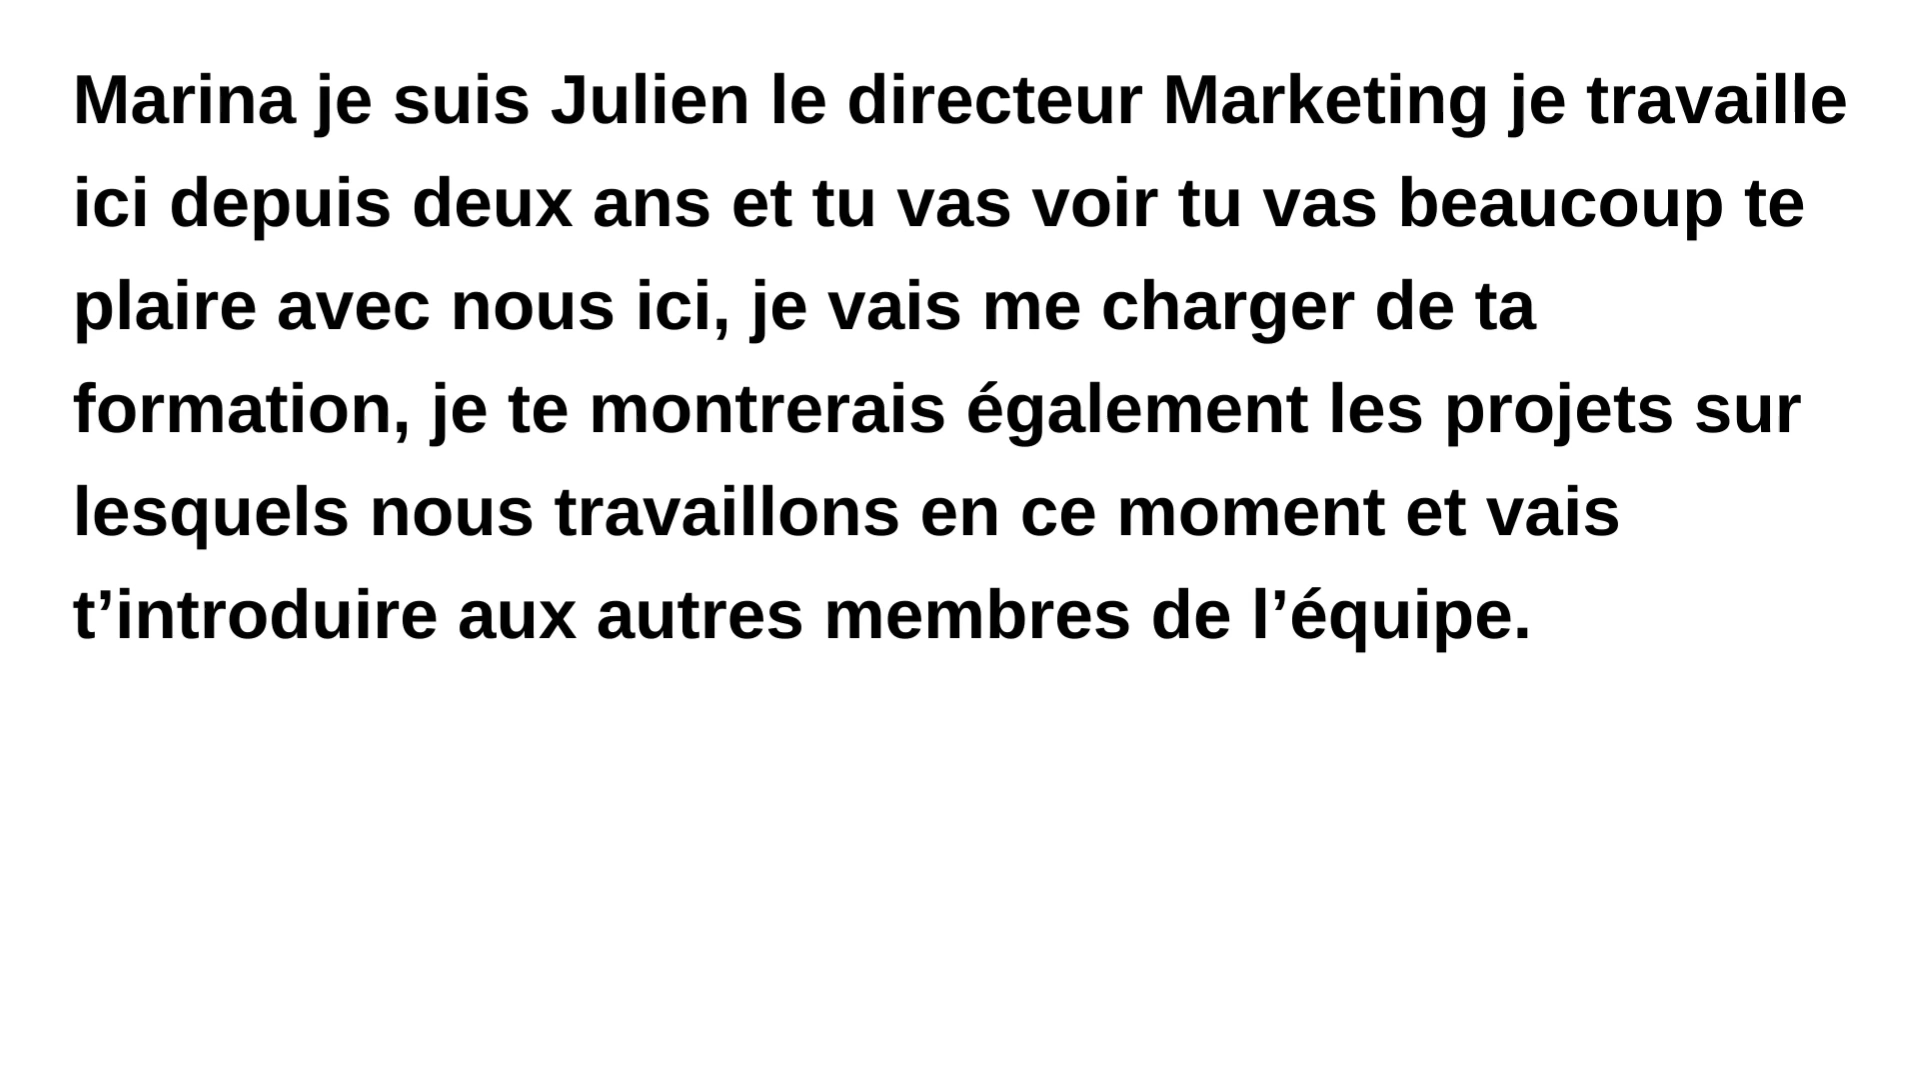 Marina je suis Julien le directeur Marketing je travaille
ici depuis deux ans et tu vas voir tu vas beaucoup te
plaire avec nous ici, je vais me charger de ta
formation, je te montrerais également les projets sur
lesquels nous travaillons en ce moment et vais
t’introduire aux autres membres de l’équipe.